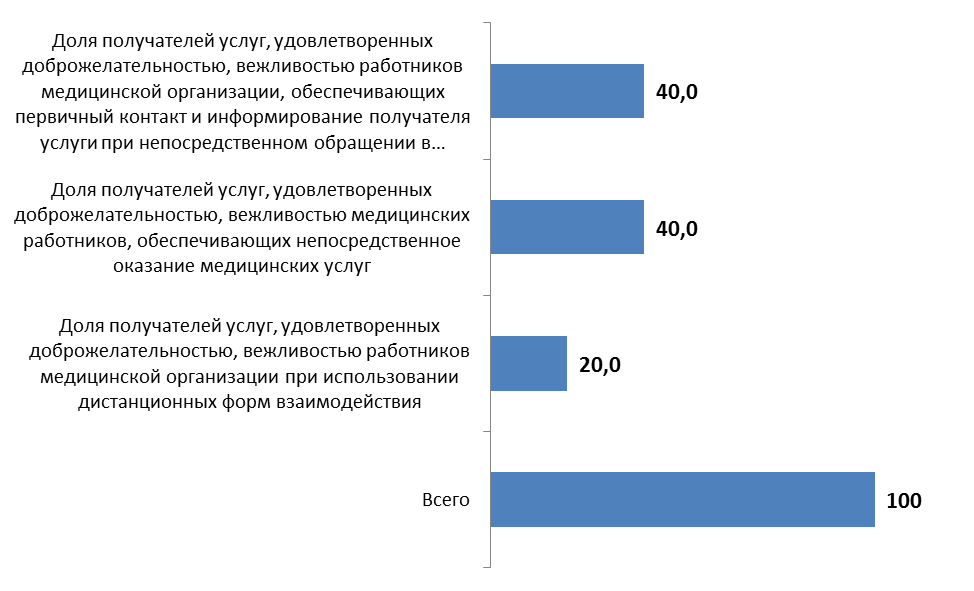 Доля получателей услуг, удовлетворенных
доброжелательностью, вежливостью работников
медицинской организации, обеспечивающих
первичный контакт и информирование получателя
услуги при непосредственном обращении в…
40,0
Доля получателей услуг, удовлетворенных
доброжелательностью, вежливостью медицинских
работников, обеспечивающих непосредственное
оказание медицинских услуг
40,0
Доля получателей услуг, удовлетворенных
доброжелательностью, вежливостью работников
медицинской организации при использовании
дистанционных форм взаимодействия
20,0
Всего
100